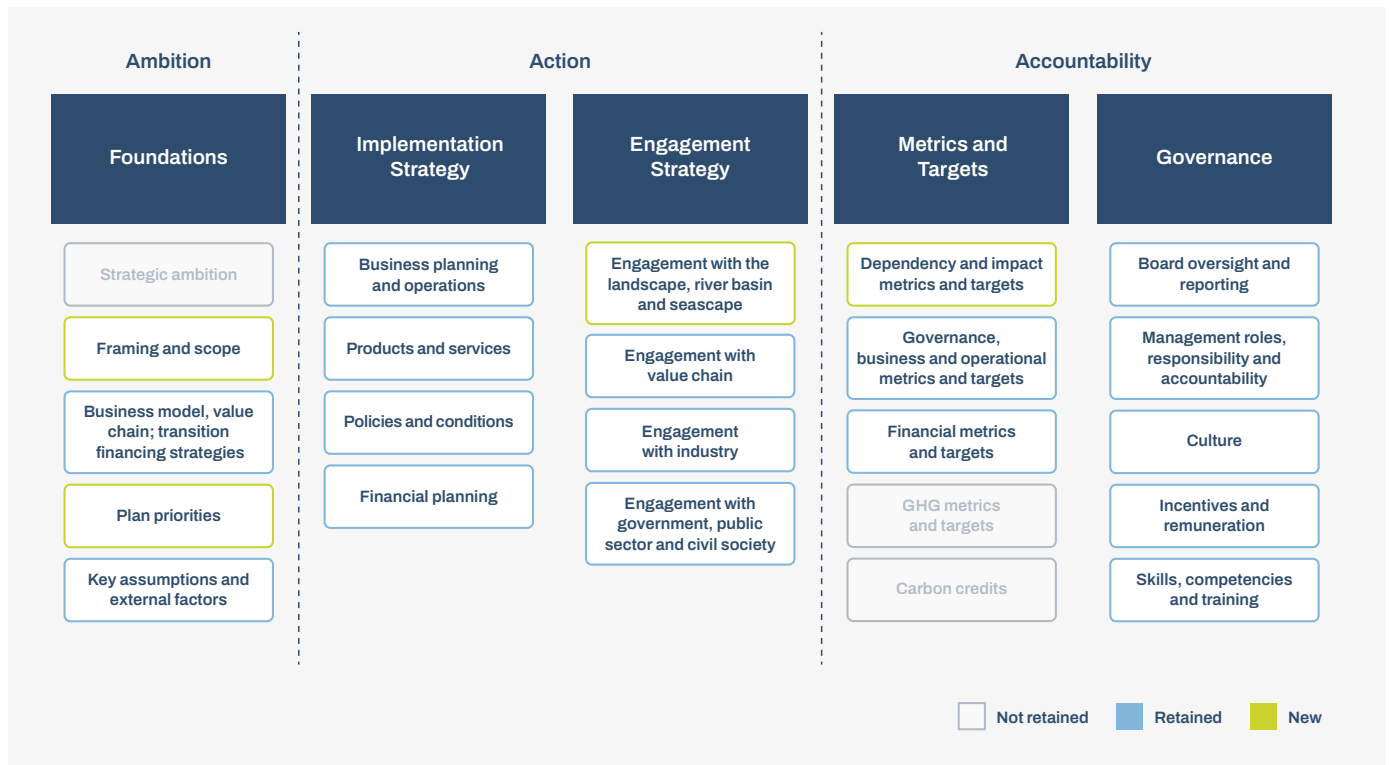 Ambition
Action
Accountability
Foundations
Implementation
Strategy
Engagement
Strategy
Metrics and
Targets
Governance
Strategic ambition
Framing and scope
Business model, value
chain; transition
financing strategies
Plan priorities
Key assumptions and
external factors
Business planning
and operations
Products and services
Policies and conditions
Financial planning
Engagement with the
landscape, river basin
and seascape
Engagement with
value chain
Engagement
with industry
Engagement with
government, public
sector and civil society
Dependency and impact
metrics and targets
Governance,
business and operational
metrics and targets
Financial metrics
and targets
GHG metrics
and targets
Carbon credits
Board oversight and
reporting
Management roles,
responsibility and
accountability
Culture
Incentives and
remuneration
Skills, competencies
and training
Not retained
Retained
New